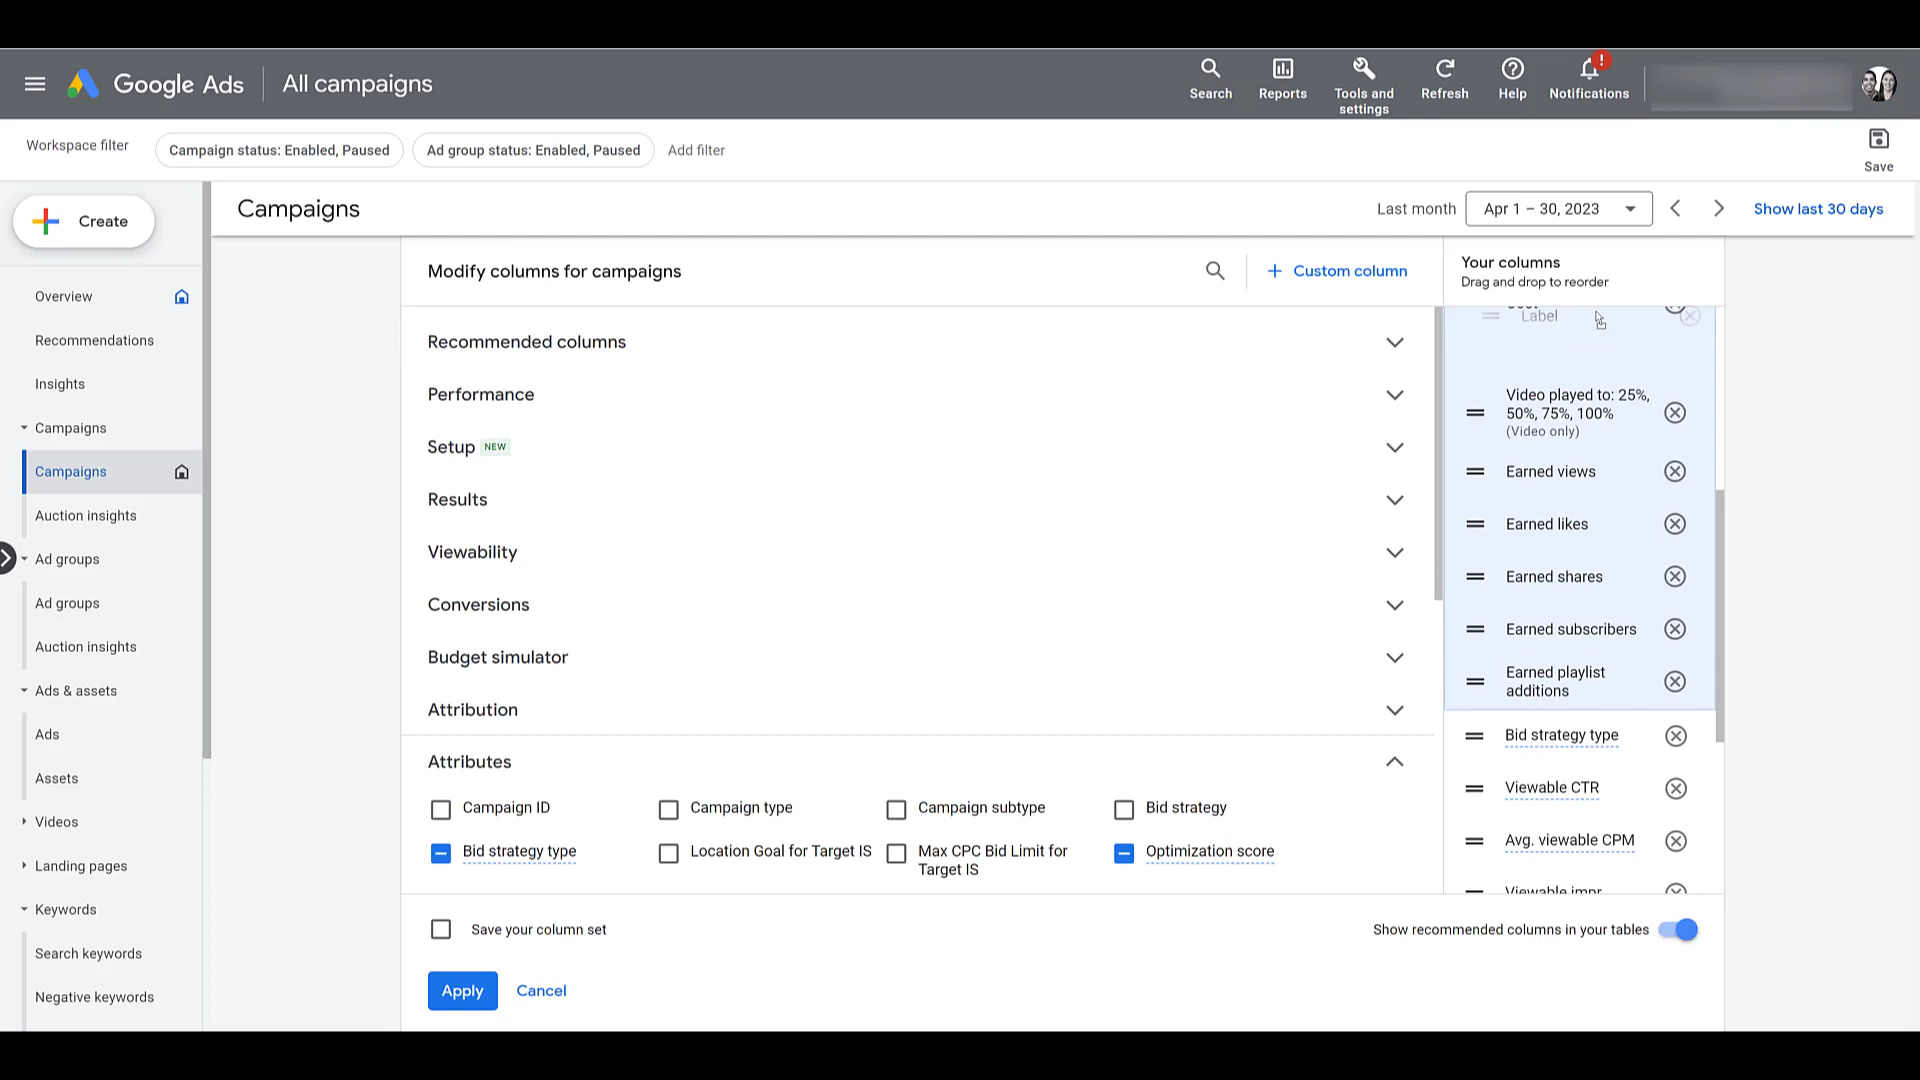 Google Ads
All campaigns
Search
Reports
Tools and
settings
Refresh
Help
!
Notifications
Workspace filter
Campaign status: Enabled, Paused
Ad group status: Enabled, Paused
Add filter
Save
Create
Campaigns
Last month
Apr 1 – 30, 2023
Show last 30 days
Overview
Recommendations
Insights
Campaigns
Campaigns
Auction insights
Ad groups
Ad groups
Auction insights
Ads & assets
Ads
Assets
Videos
Landing pages
Keywords
Search keywords
Negative keywords
Modify columns for campaigns
Custom column
Recommended columns
Performance
Setup NEW
Results
Viewability
Conversions
Budget simulator
Attribution
Attributes
Campaign ID
Campaign type
Campaign subtype
Bid strategy
Bid strategy type
Location Goal for Target IS
Max CPC Bid Limit for
Target IS
Optimization score
Save your column set
Show recommended columns in your tables
Apply
Cancel
Your columns
Drag and drop to reorder
Label
Video played to: 25%,
50%, 75%, 100%
(Video only)
Earned views
Earned likes
Earned shares
Earned subscribers
Earned playlist
additions
Bid strategy type
Viewable CTR
Avg. viewable CPM
Viewable impr.